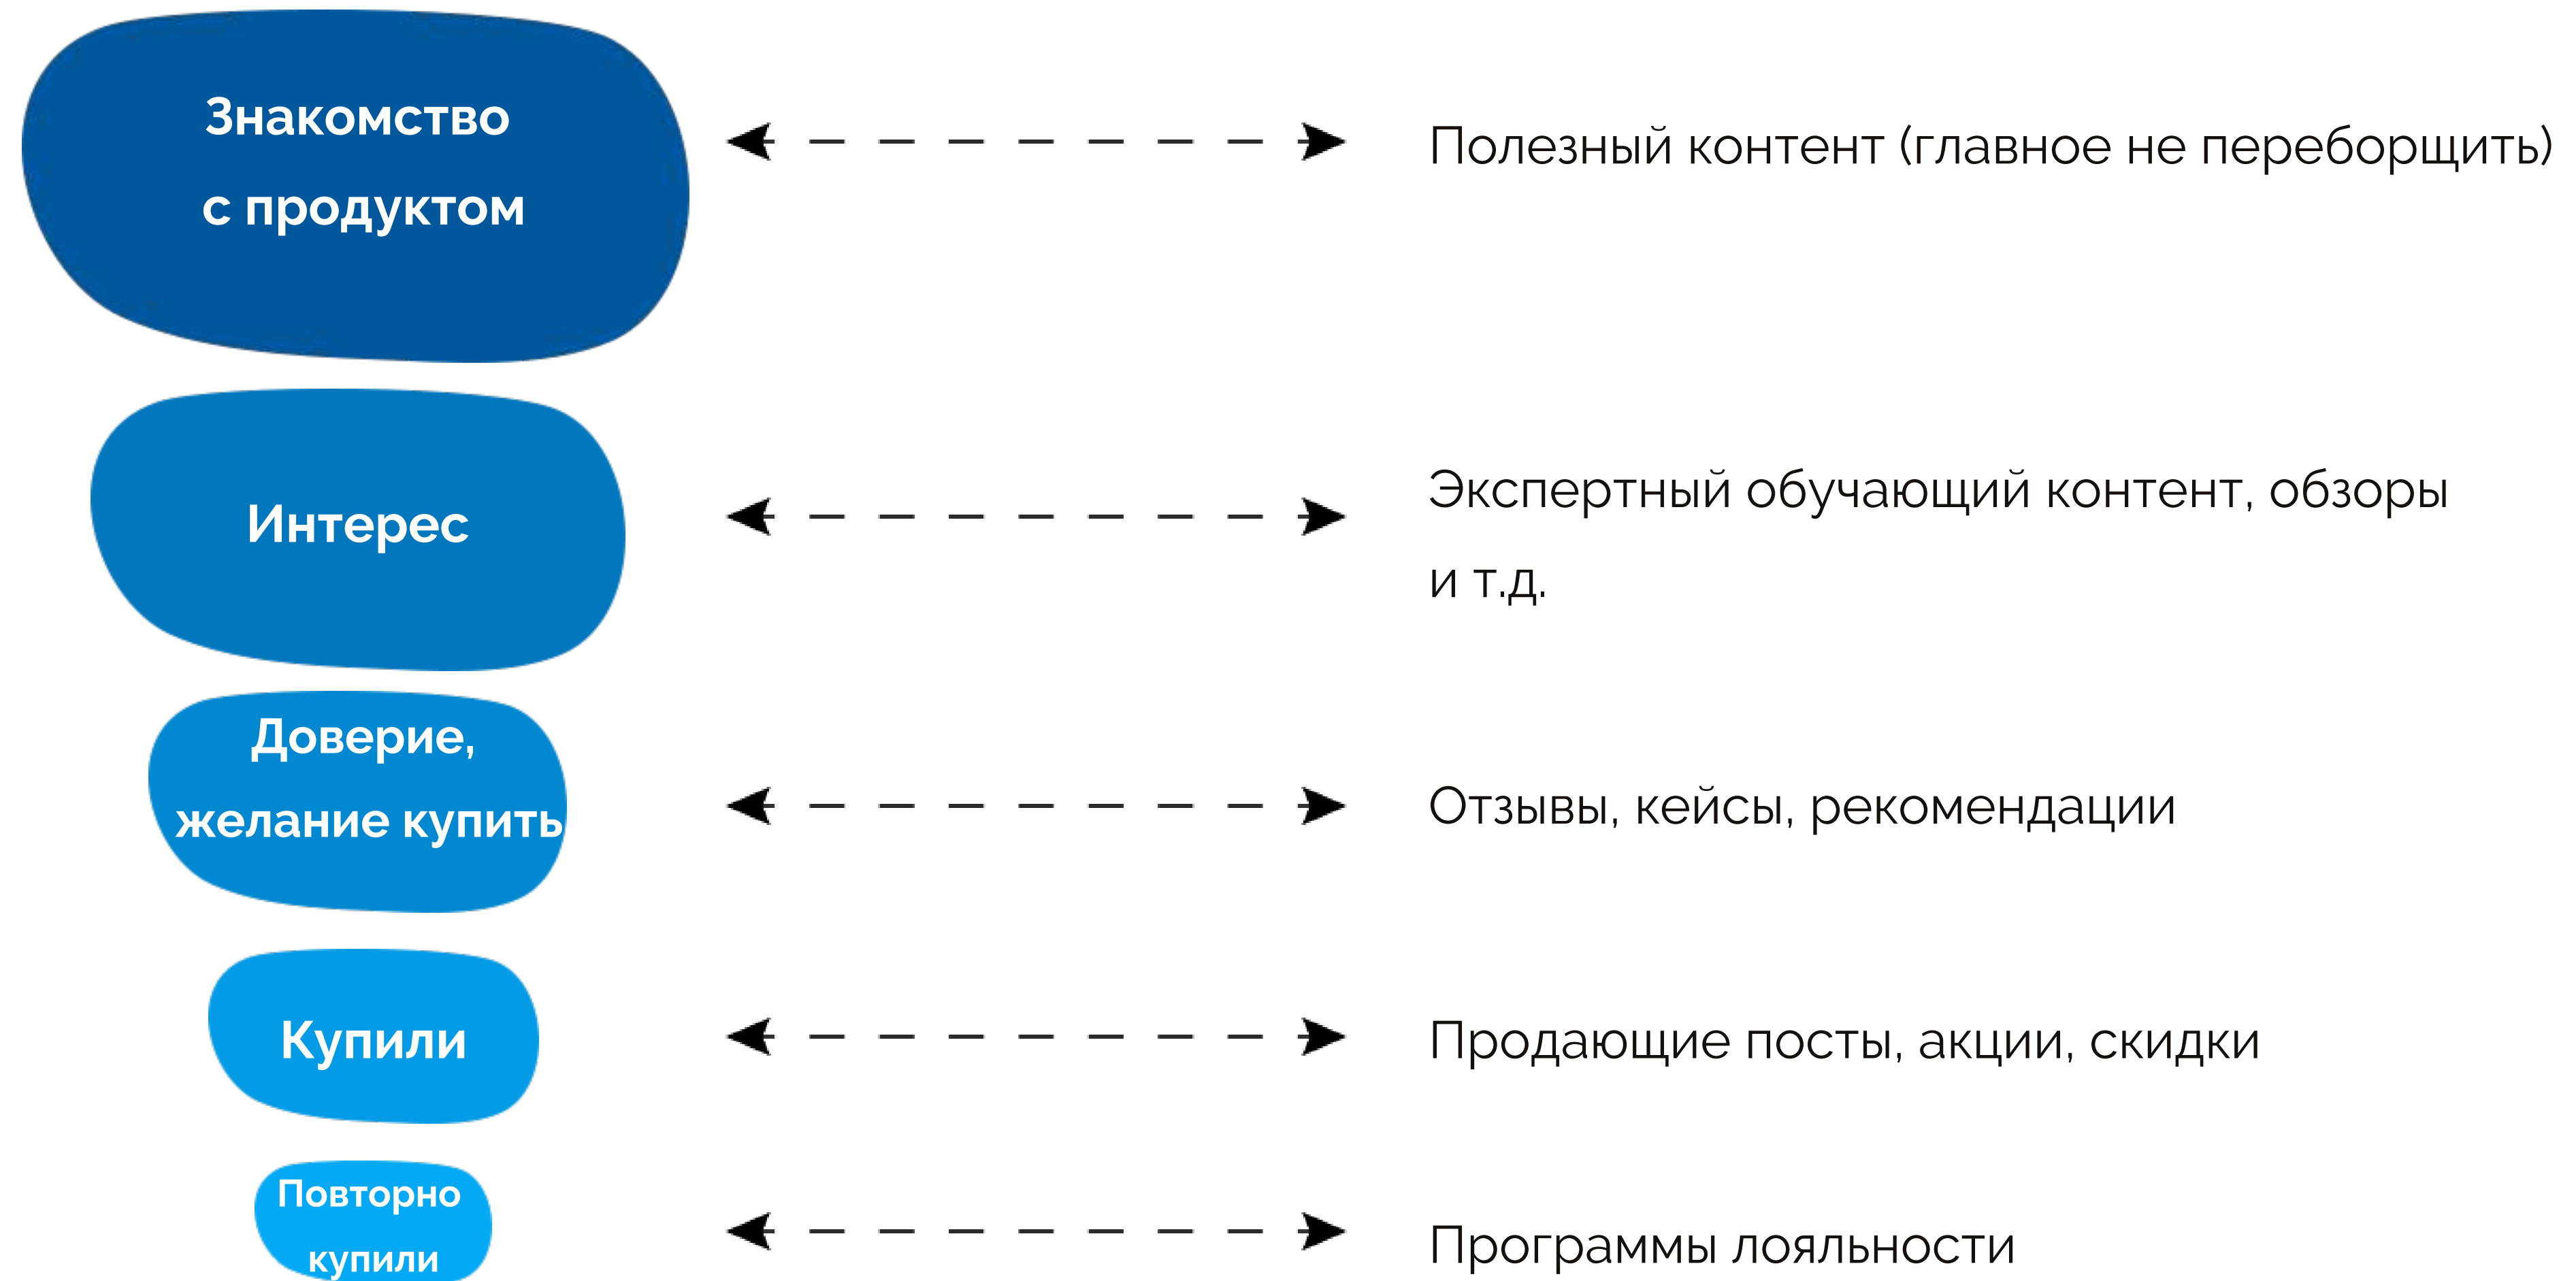 Знакомство
с продуктом
Полезный контент (главное не переборщить)
Интерес
Экспертный обучающий контент, обзоры
и т.д.
Доверие,
желание купить
Отзывы, кейсы, рекомендации
Купили
Продающие посты, акции, скидки
Повторно
купили
Программы лояльности